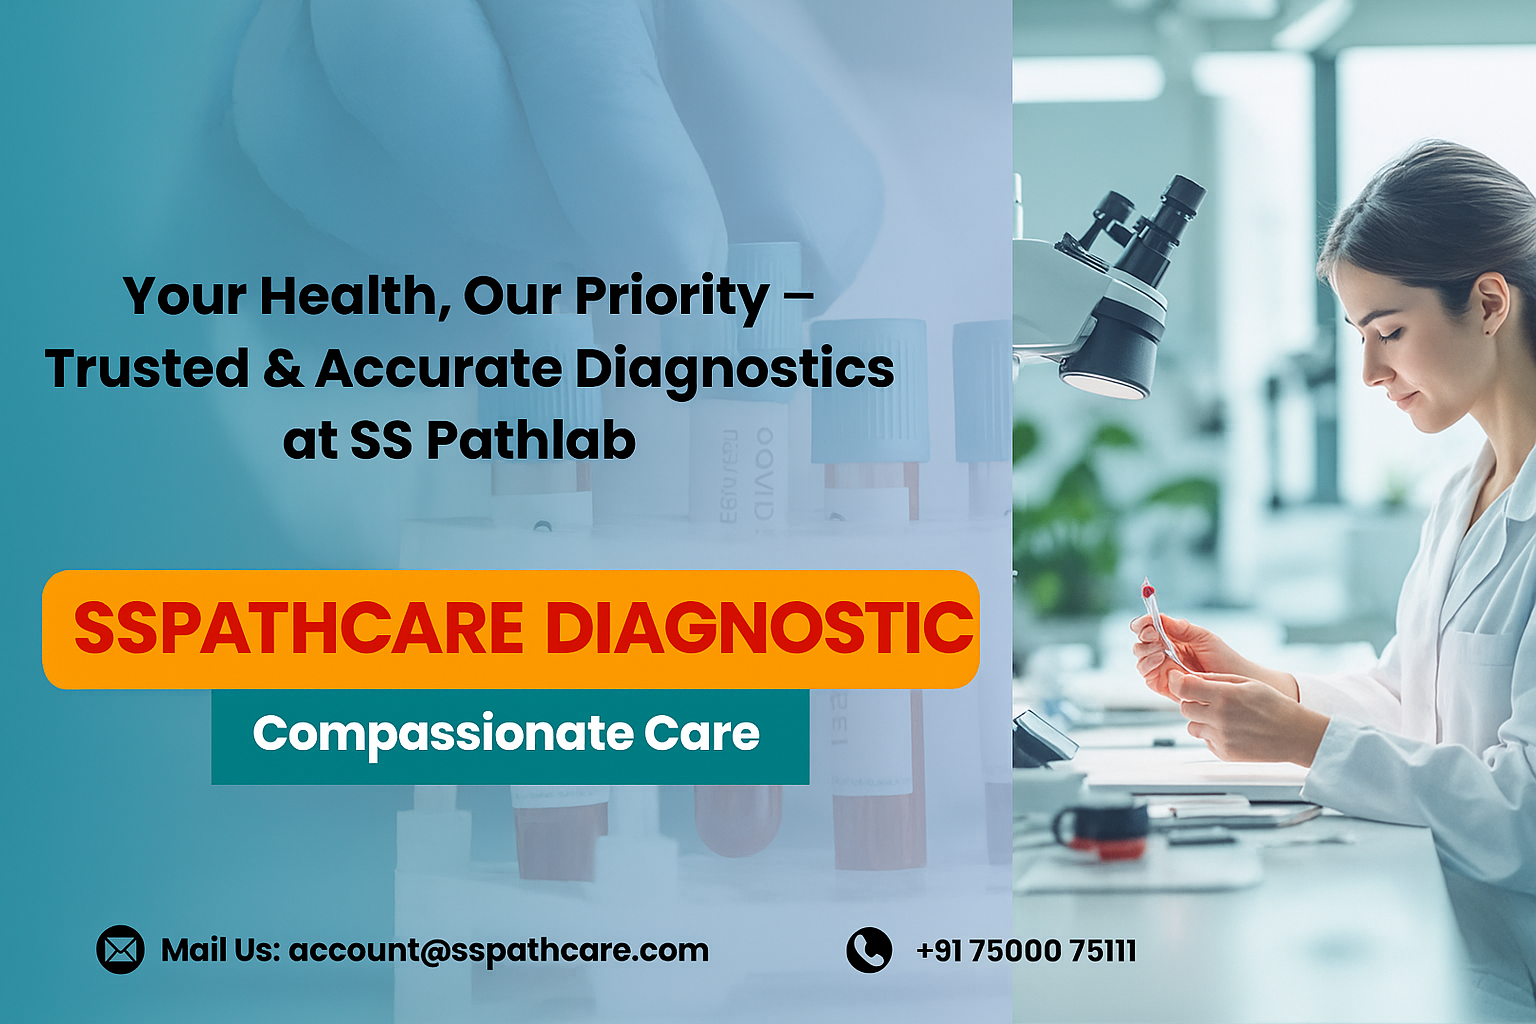 Your Health, Our Priority –
Trusted & Accurate Diagnostics
at SS Pathlab
SSPATHCARE DIAGNOSTIC
Compassionate Care
Mail Us: account@sspathcare.com
+91 75000 75111